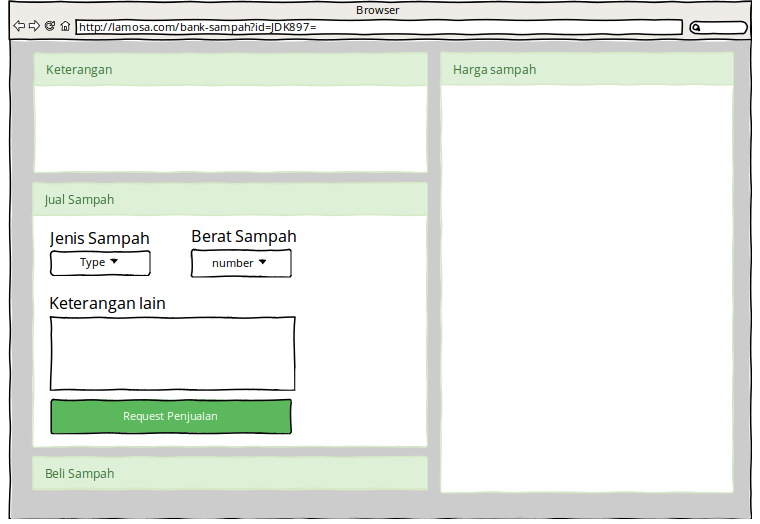 Browser
http://lamosa.com/bank-sampah?id=JDK897=
Keterangan
Jual Sampah
Jenis Sampah
Berat Sampah
Type
number
Keterangan lain
Request Penjualan
Beli Sampah
Harga sampah